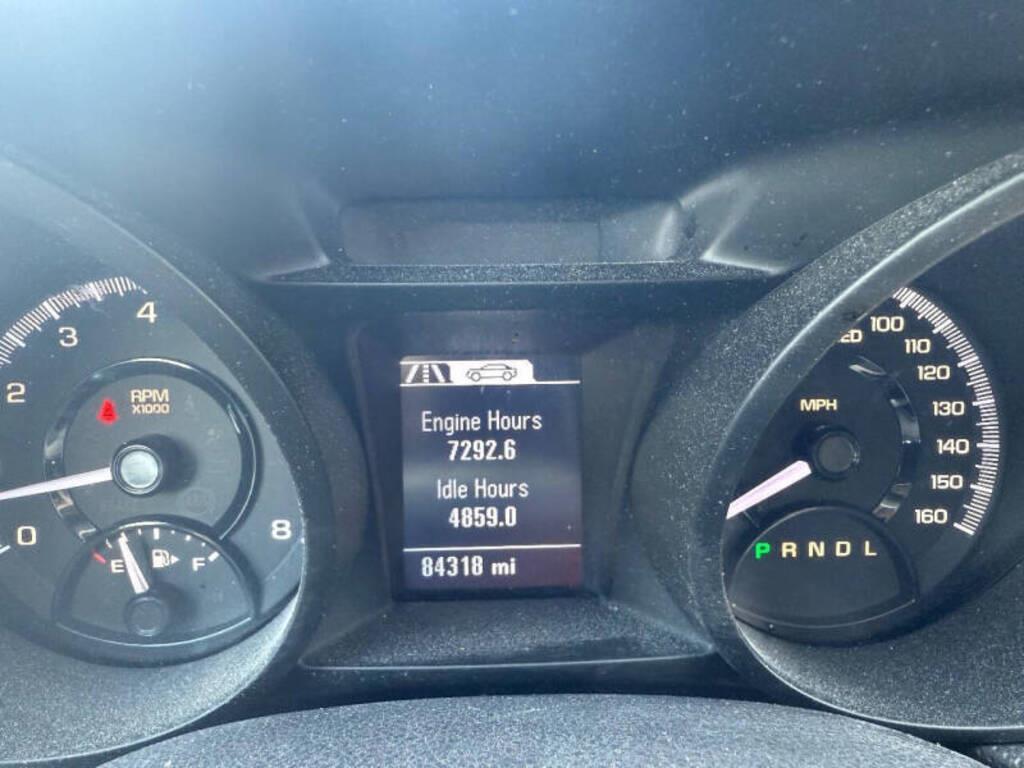 4
3
2
0
8
RPM
X1000
E
F
Engine Hours
7292.6
Idle Hours
4859.0
84318 mi
100
110
120
130
140
150
160
MPH
P R N D L